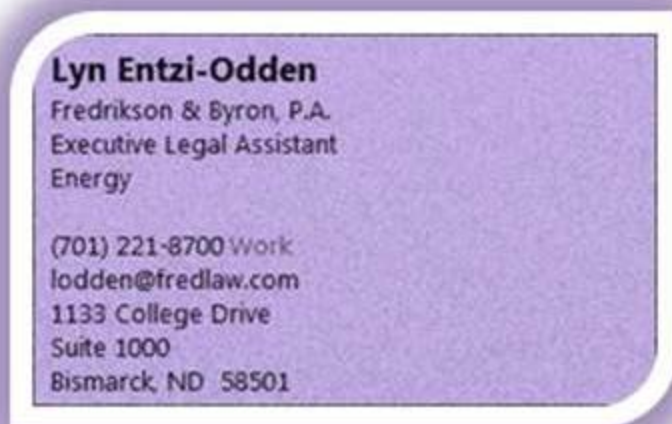 Lyn Entzi-Odden
Fredrikson & Byron, P.A.
Executive Legal Assistant
Energy
(701) 221-8700 Work
lodden@fredlaw.com
1133 College Drive
Suite 1000
Bismarck, ND  58501